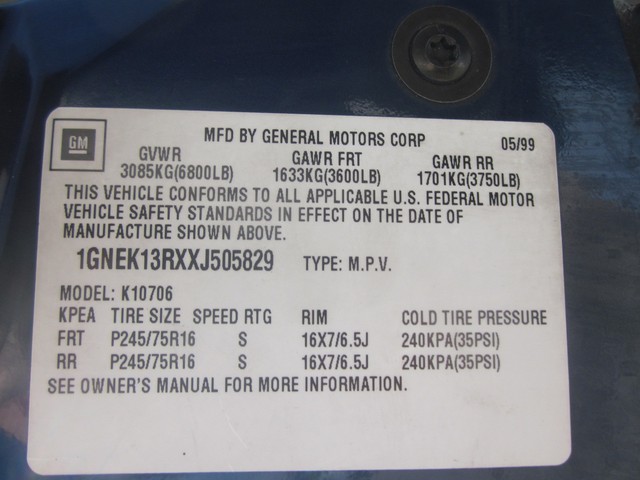 GM
MFD BY GENERAL MOTORS CORP 05/99
GVWR GAWR FRT GAWR RR
3085KG(6800LB) 1633KG(3600LB) 1701KG(3750LB)
THIS VEHICLE CONFORMS TO ALL APPLICABLE U.S. FEDERAL MOTOR
VEHICLE SAFETY STANDARDS IN EFFECT ON THE DATE OF
MANUFACTURE SHOWN ABOVE.
1GNEK13RXXJ505829 TYPE: M.P.V.
MODEL: K10706
KPEA TIRE SIZE SPEED RTG RIM COLD TIRE PRESSURE
FRT P245/75R16 S 16X7/6.5J 240KPA(35PSI)
RR P245/75R16 S 16X7/6.5J 240KPA(35PSI)
SEE OWNER'S MANUAL FOR MORE INFORMATION.